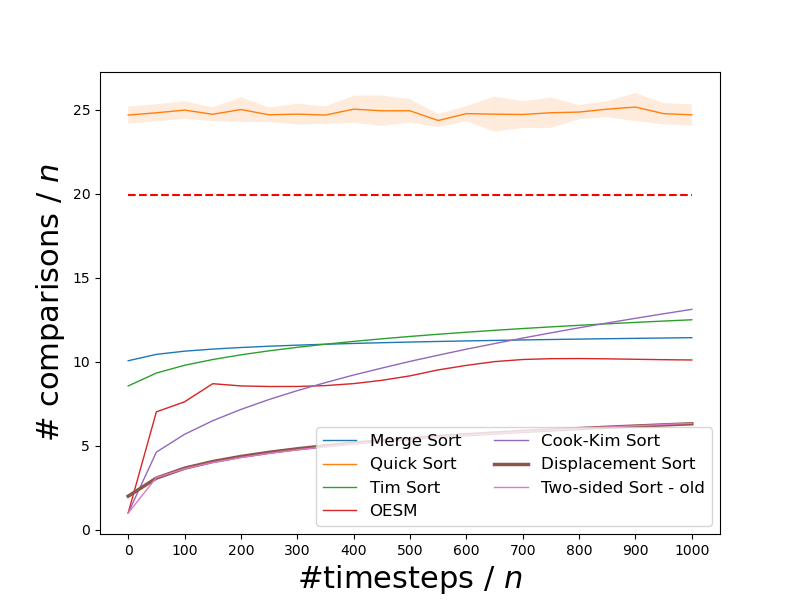 25
20
15
10
5
0
# comparisons / n
Merge Sort
Quick Sort
Tim Sort
OESM
Cook-Kim Sort
Displacement Sort
Two-sided Sort - old
0 100 200 300 400 500 600 700 800 900 1000
#timesteps / n